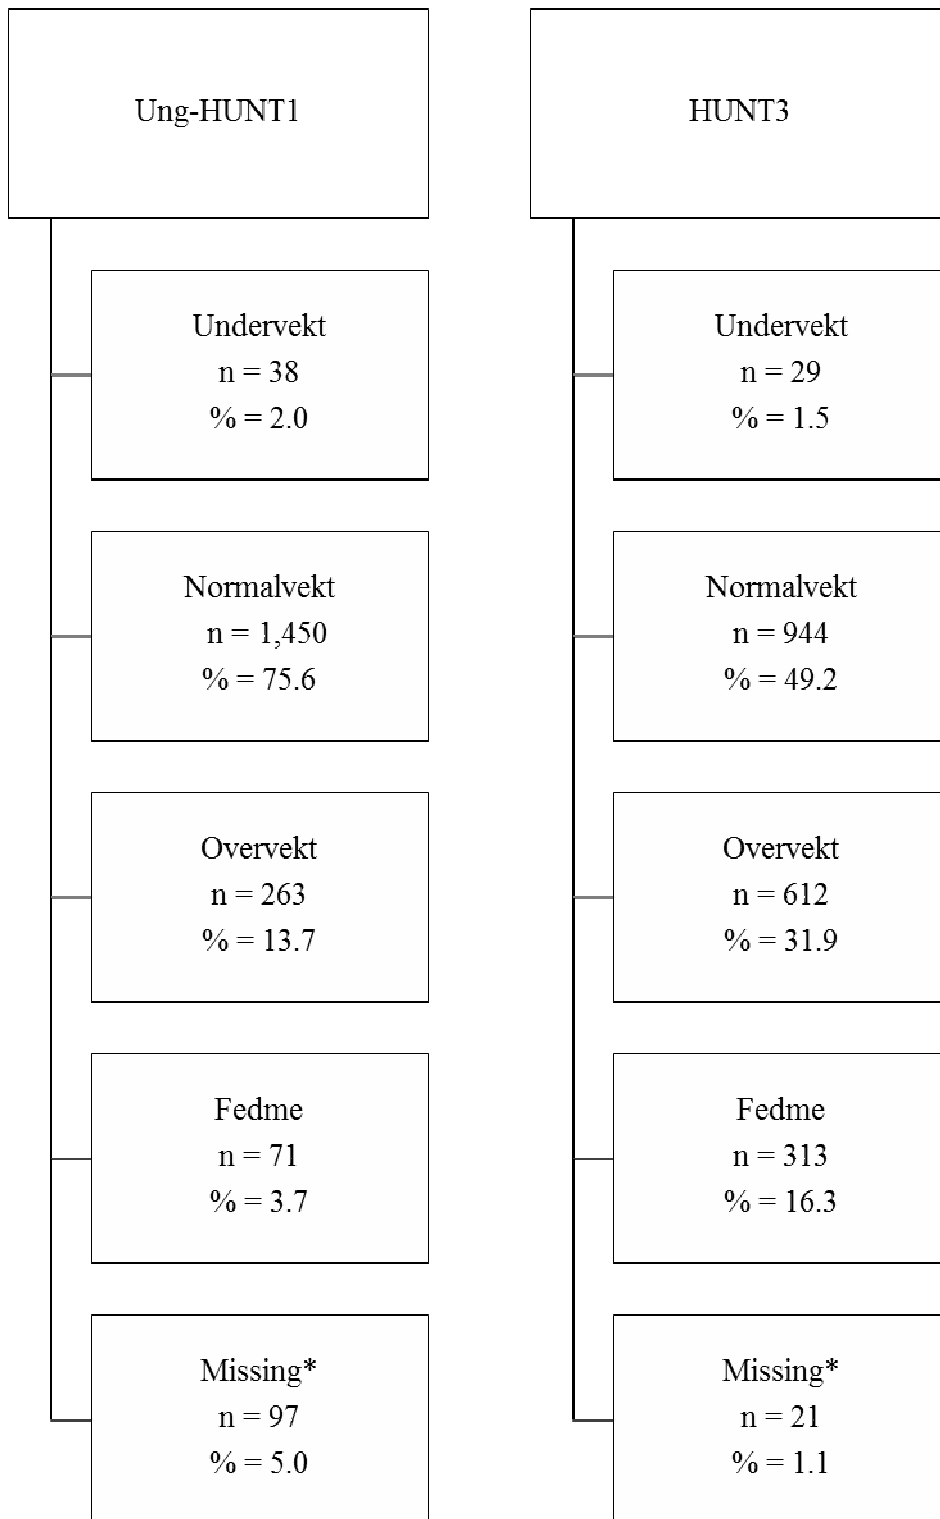 Ung-HUNT1
Undervekt
n = 38
% = 2.0
Normalvekt
n = 1,450
% = 75.6
Overvekt
n = 263
% = 13.7
Fedme
n = 71
% = 3.7
Missing*
n = 97
% = 5.0
HUNT3
Undervekt
n = 29
% = 1.5
Normalvekt
n = 944
% = 49.2
Overvekt
n = 612
% = 31.9
Fedme
n = 313
% = 16.3
Missing*
n = 21
% = 1.1